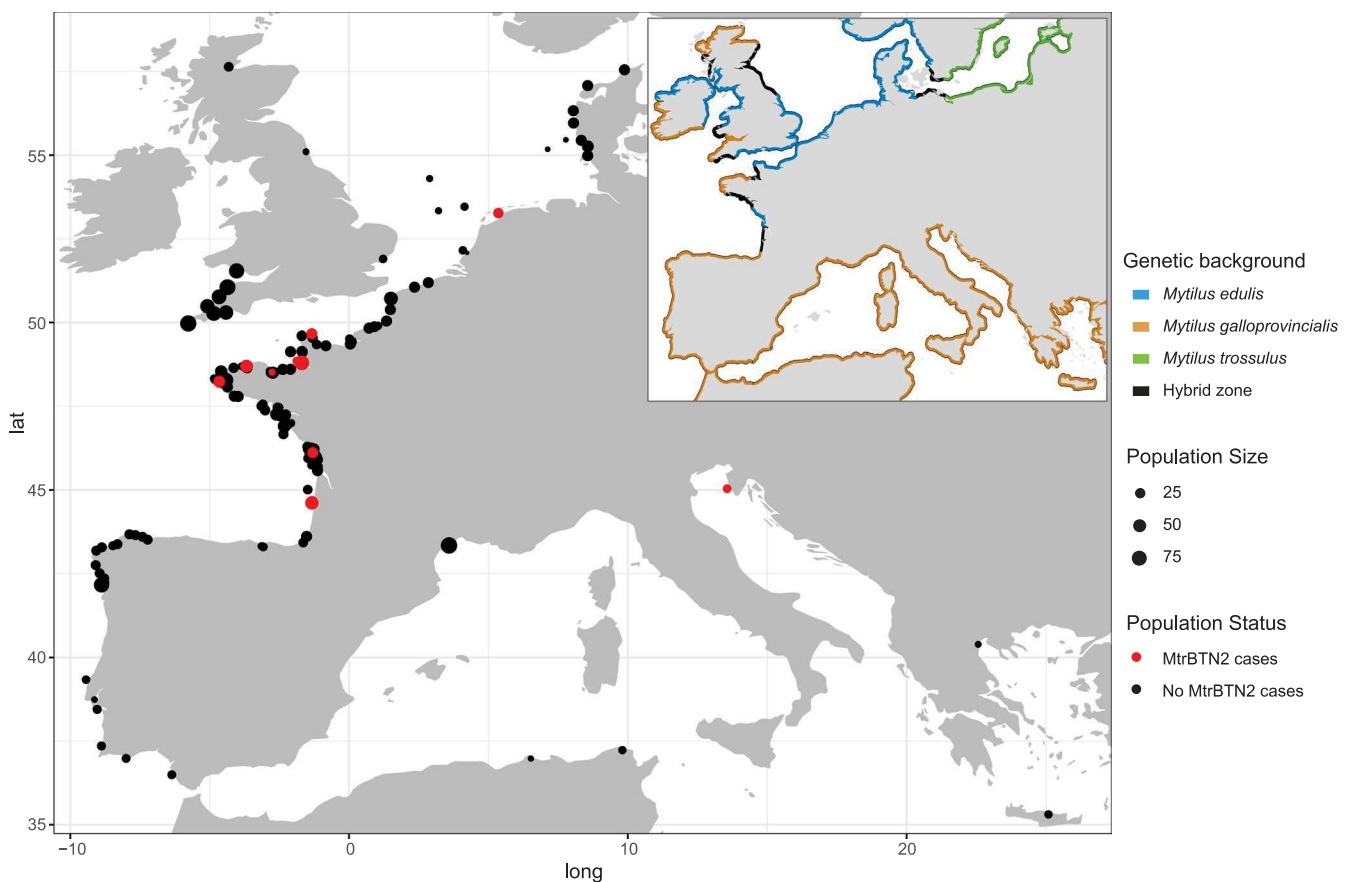 55
50
45
40
35
lat
−10
0
10
20
long
Genetic background
Mytilus edulis
Mytilus galloprovincialis
Mytilus trossulus
Hybrid zone
Population Size
25
50
75
Population Status
MtrBTN2 cases
No MtrBTN2 cases